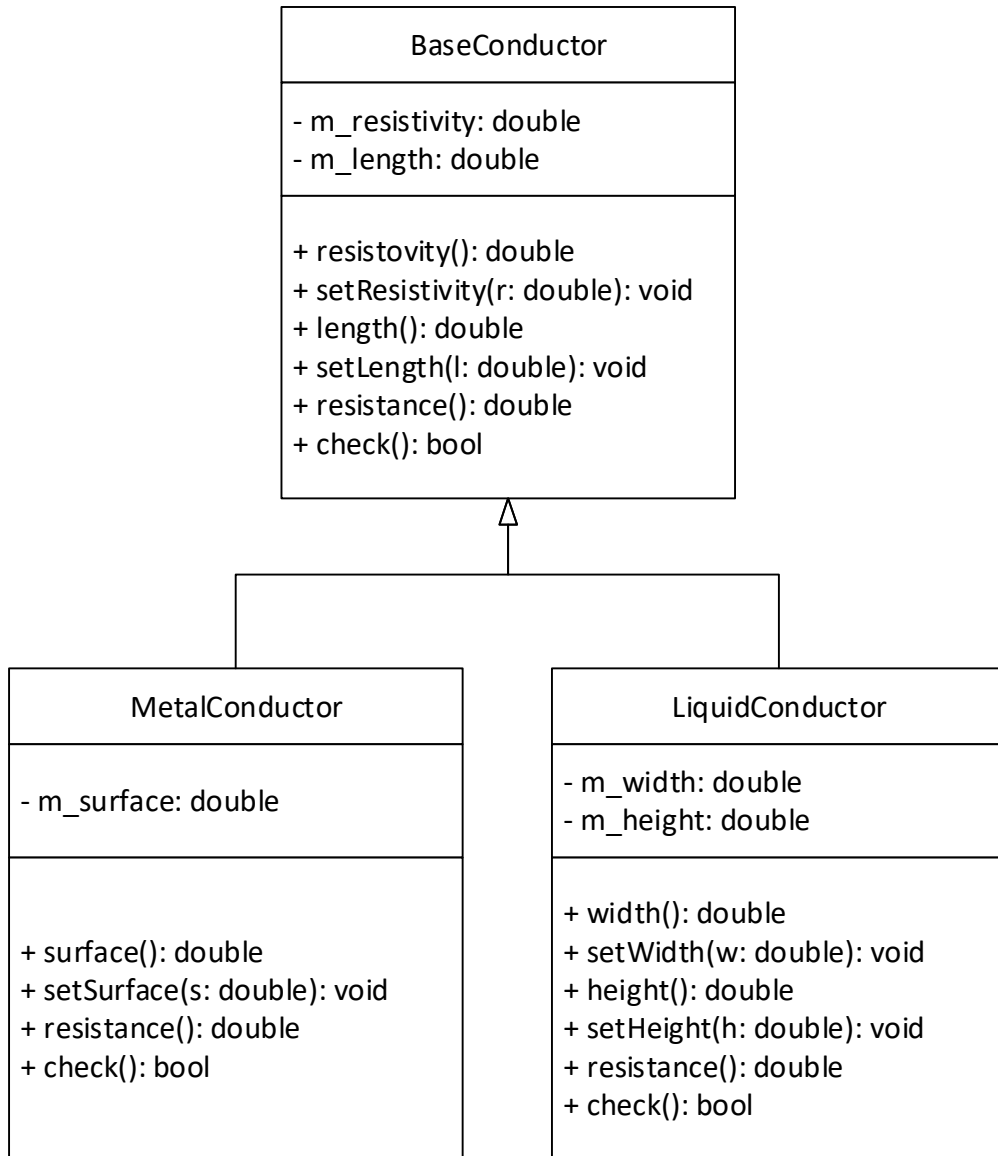 BaseConductor
- m_resistivity: double
- m_length: double
+ resistovity(): double
+ setResistivity(r: double): void
+ length(): double
+ setLength(l: double): void
+ resistance(): double
+ check(): bool
MetalConductor
- m_surface: double
+ surface(): double
+ setSurface(s: double): void
+ resistance(): double
+ check(): bool
LiquidConductor
- m_width: double
- m_height: double
+ width(): double
+ setWidth(w: double): void
+ height(): double
+ setHeight(h: double): void
+ resistance(): double
+ check(): bool